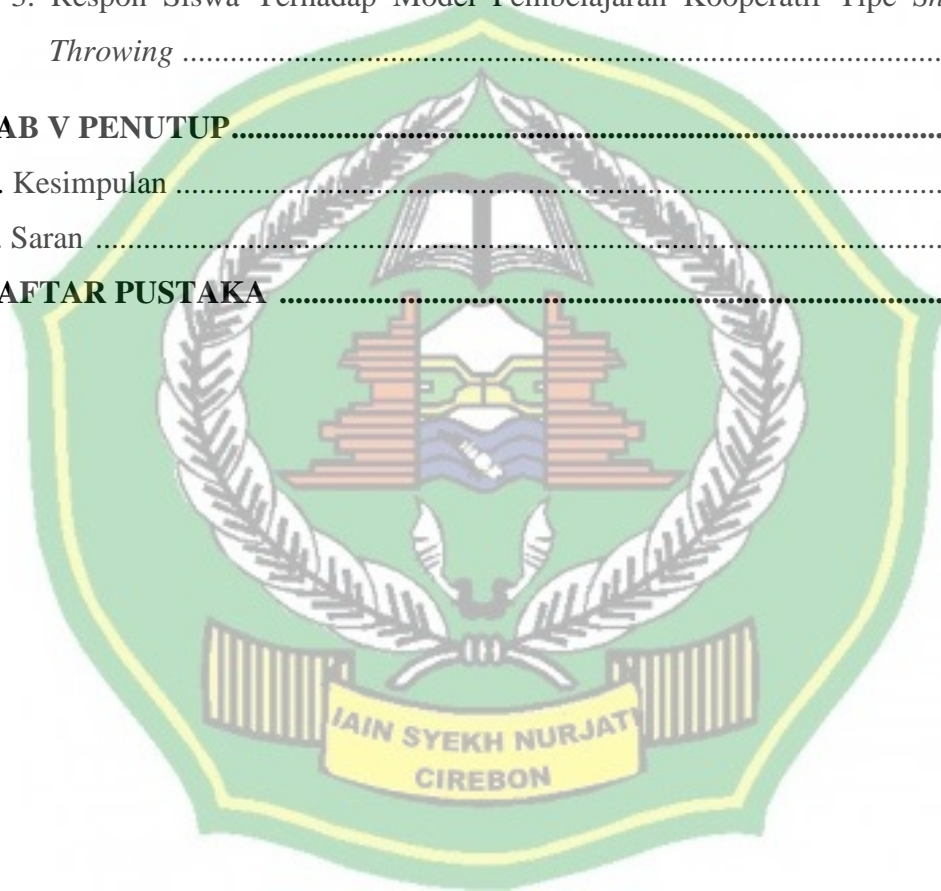 3. Respon Siswa Terhadap Model Pembelajaran Kooperatif Tipe
Throwing ..........................................................................................
AB V PENUTUP..........................................................................................
. Kesimpulan ..........................................................................................
. Saran ..........................................................................................
AFTAR PUSTAKA ..........................................................................................
IAIN SYEKH NURJATI
CIREBON